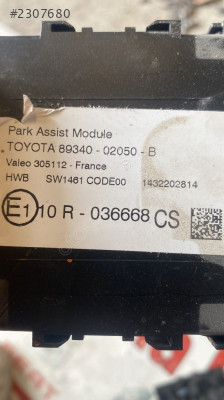 #2307680
Park Assist Module
TOYOTA 89340 - 02050 - B
Valeo 305112 - France
HWB SW1461 CODE00 1432202814
E1 10 R - 036668 CS